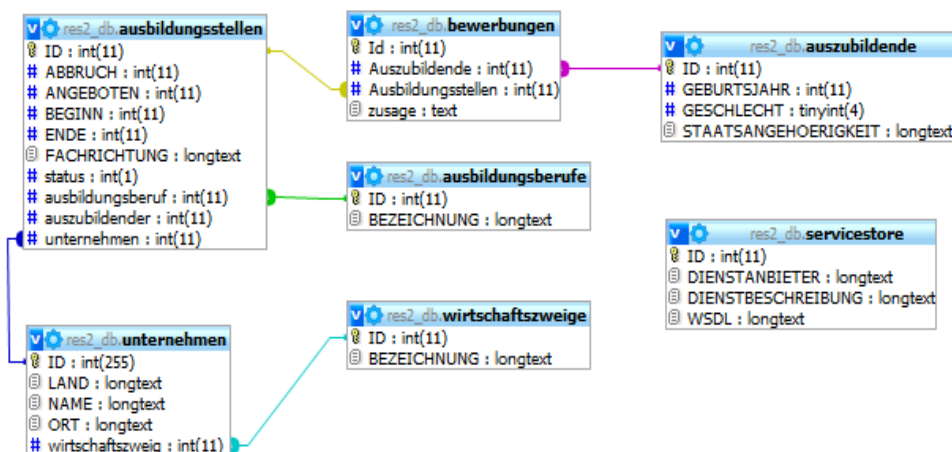 res2_db.ausbildungsstellen
ID : int(11)
ABBRUCH : int(11)
ANGEBOTEN : int(11)
BEGINN : int(11)
ENDE : int(11)
FACHRICHTUNG : longtext
status : int(1)
ausbildungsberuf : int(11)
auszubildender : int(11)
unternehmen : int(11)
res2_db.bewerbungen
Id : int(11)
Auszubildende : int(11)
Ausbildungsstellen : int(11)
zusage : text
res2_db.auszubildende
ID : int(11)
GEBURTSJAHR : int(11)
GESCHLECHT : tinyint(4)
STAATSANGEHOERIGKEIT : longtext
res2_db.ausbildungsberufe
ID : int(11)
BEZEICHNUNG : longtext
res2_db.servicestore
ID : int(11)
DIENSTANBIETER : longtext
DIENSTBESCHREIBUNG : longtext
WSDL : longtext
res2_db.unternehmen
ID : int(255)
LAND : longtext
NAME : longtext
ORT : longtext
wirtschaftszweig : int(11)
res2_db.wirtschaftszweige
ID : int(11)
BEZEICHNUNG : longtext